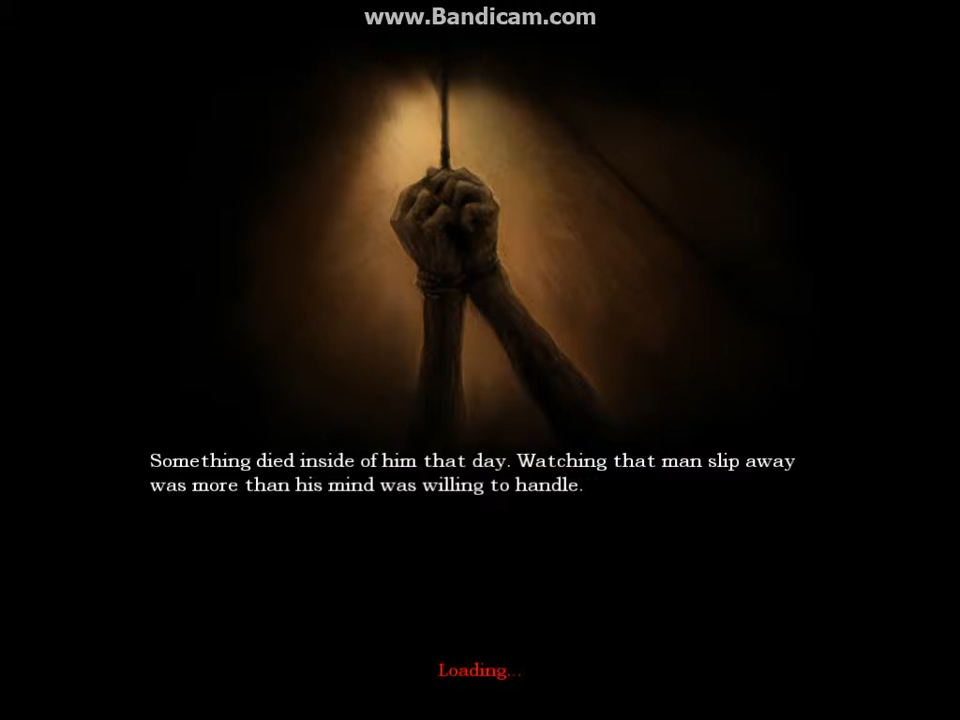 www.Bandicam.com
Something died inside of him that day. Watching that man slip away
was more than his mind was willing to handle.
Loading...